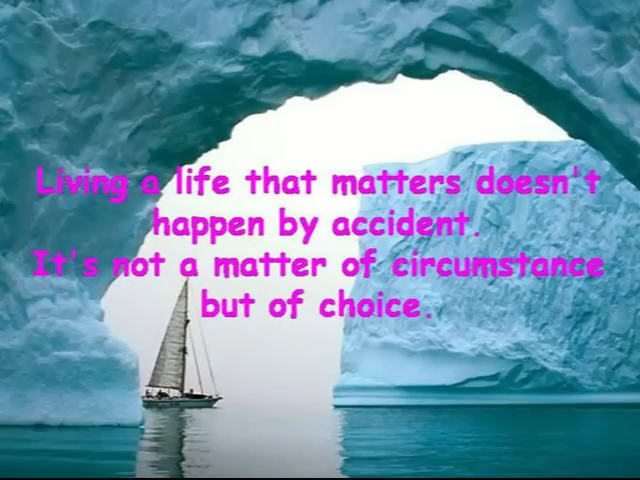 Living a life that matters doesn't
happen by accident.
It's not a matter of circumstance
but of choice.